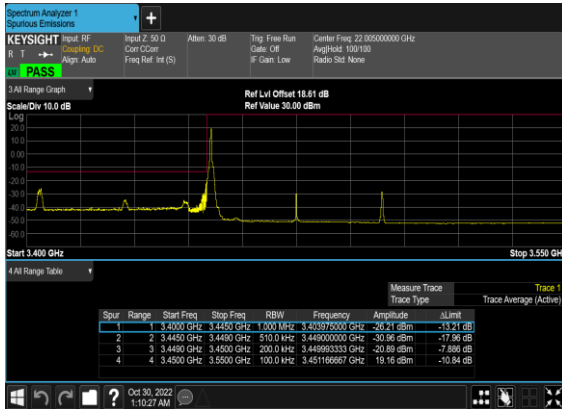 Spectrum Analyzer 1
Spurious Emissions
KEYSIGHT Input: RF Input Z: 50 Ω Atten: 30 dB Trig: Free Run Center Freq: 22.005000000 GHz
R T Coupling: DC Corr CCorr Gate: Off Avg|Hold: 100/100
Align: Auto Freq Ref: Int (S) IF Gain: Low Radio Std: None
PASS
3 All Range Graph
Ref Lvl Offset 18.61 dB
Scale/Div 10.0 dB Ref Value 30.00 dBm
Log
20.0
10.0
0.00
-10.0
-20.0
-30.0
-40.0
-50.0
-60.0
Start 3.400 GHz Stop 3.550 GH
4 All Range Table
Measure Trace Trace 1
Trace Type Trace Average (Active)
Spur Range Start Freq Stop Freq RBW Frequency Amplitude ΔLimit
1 1 3.4000 GHz 3.4450 GHz 1.000 MHz 3.403975000 GHz -26.21 dBm -13.21 dB
2 2 3.4450 GHz 3.4490 GHz 510.0 kHz 3.449000000 GHz -30.96 dBm -17.96 dB
3 3 3.4490 GHz 3.4500 GHz 200.0 kHz 3.449993333 GHz -20.89 dBm -7.886 dB
4 4 3.4500 GHz 3.5500 GHz 100.0 kHz 3.451166667 GHz 19.16 dBm -10.84 dB
Oct 30, 2022
1:10:27 AM